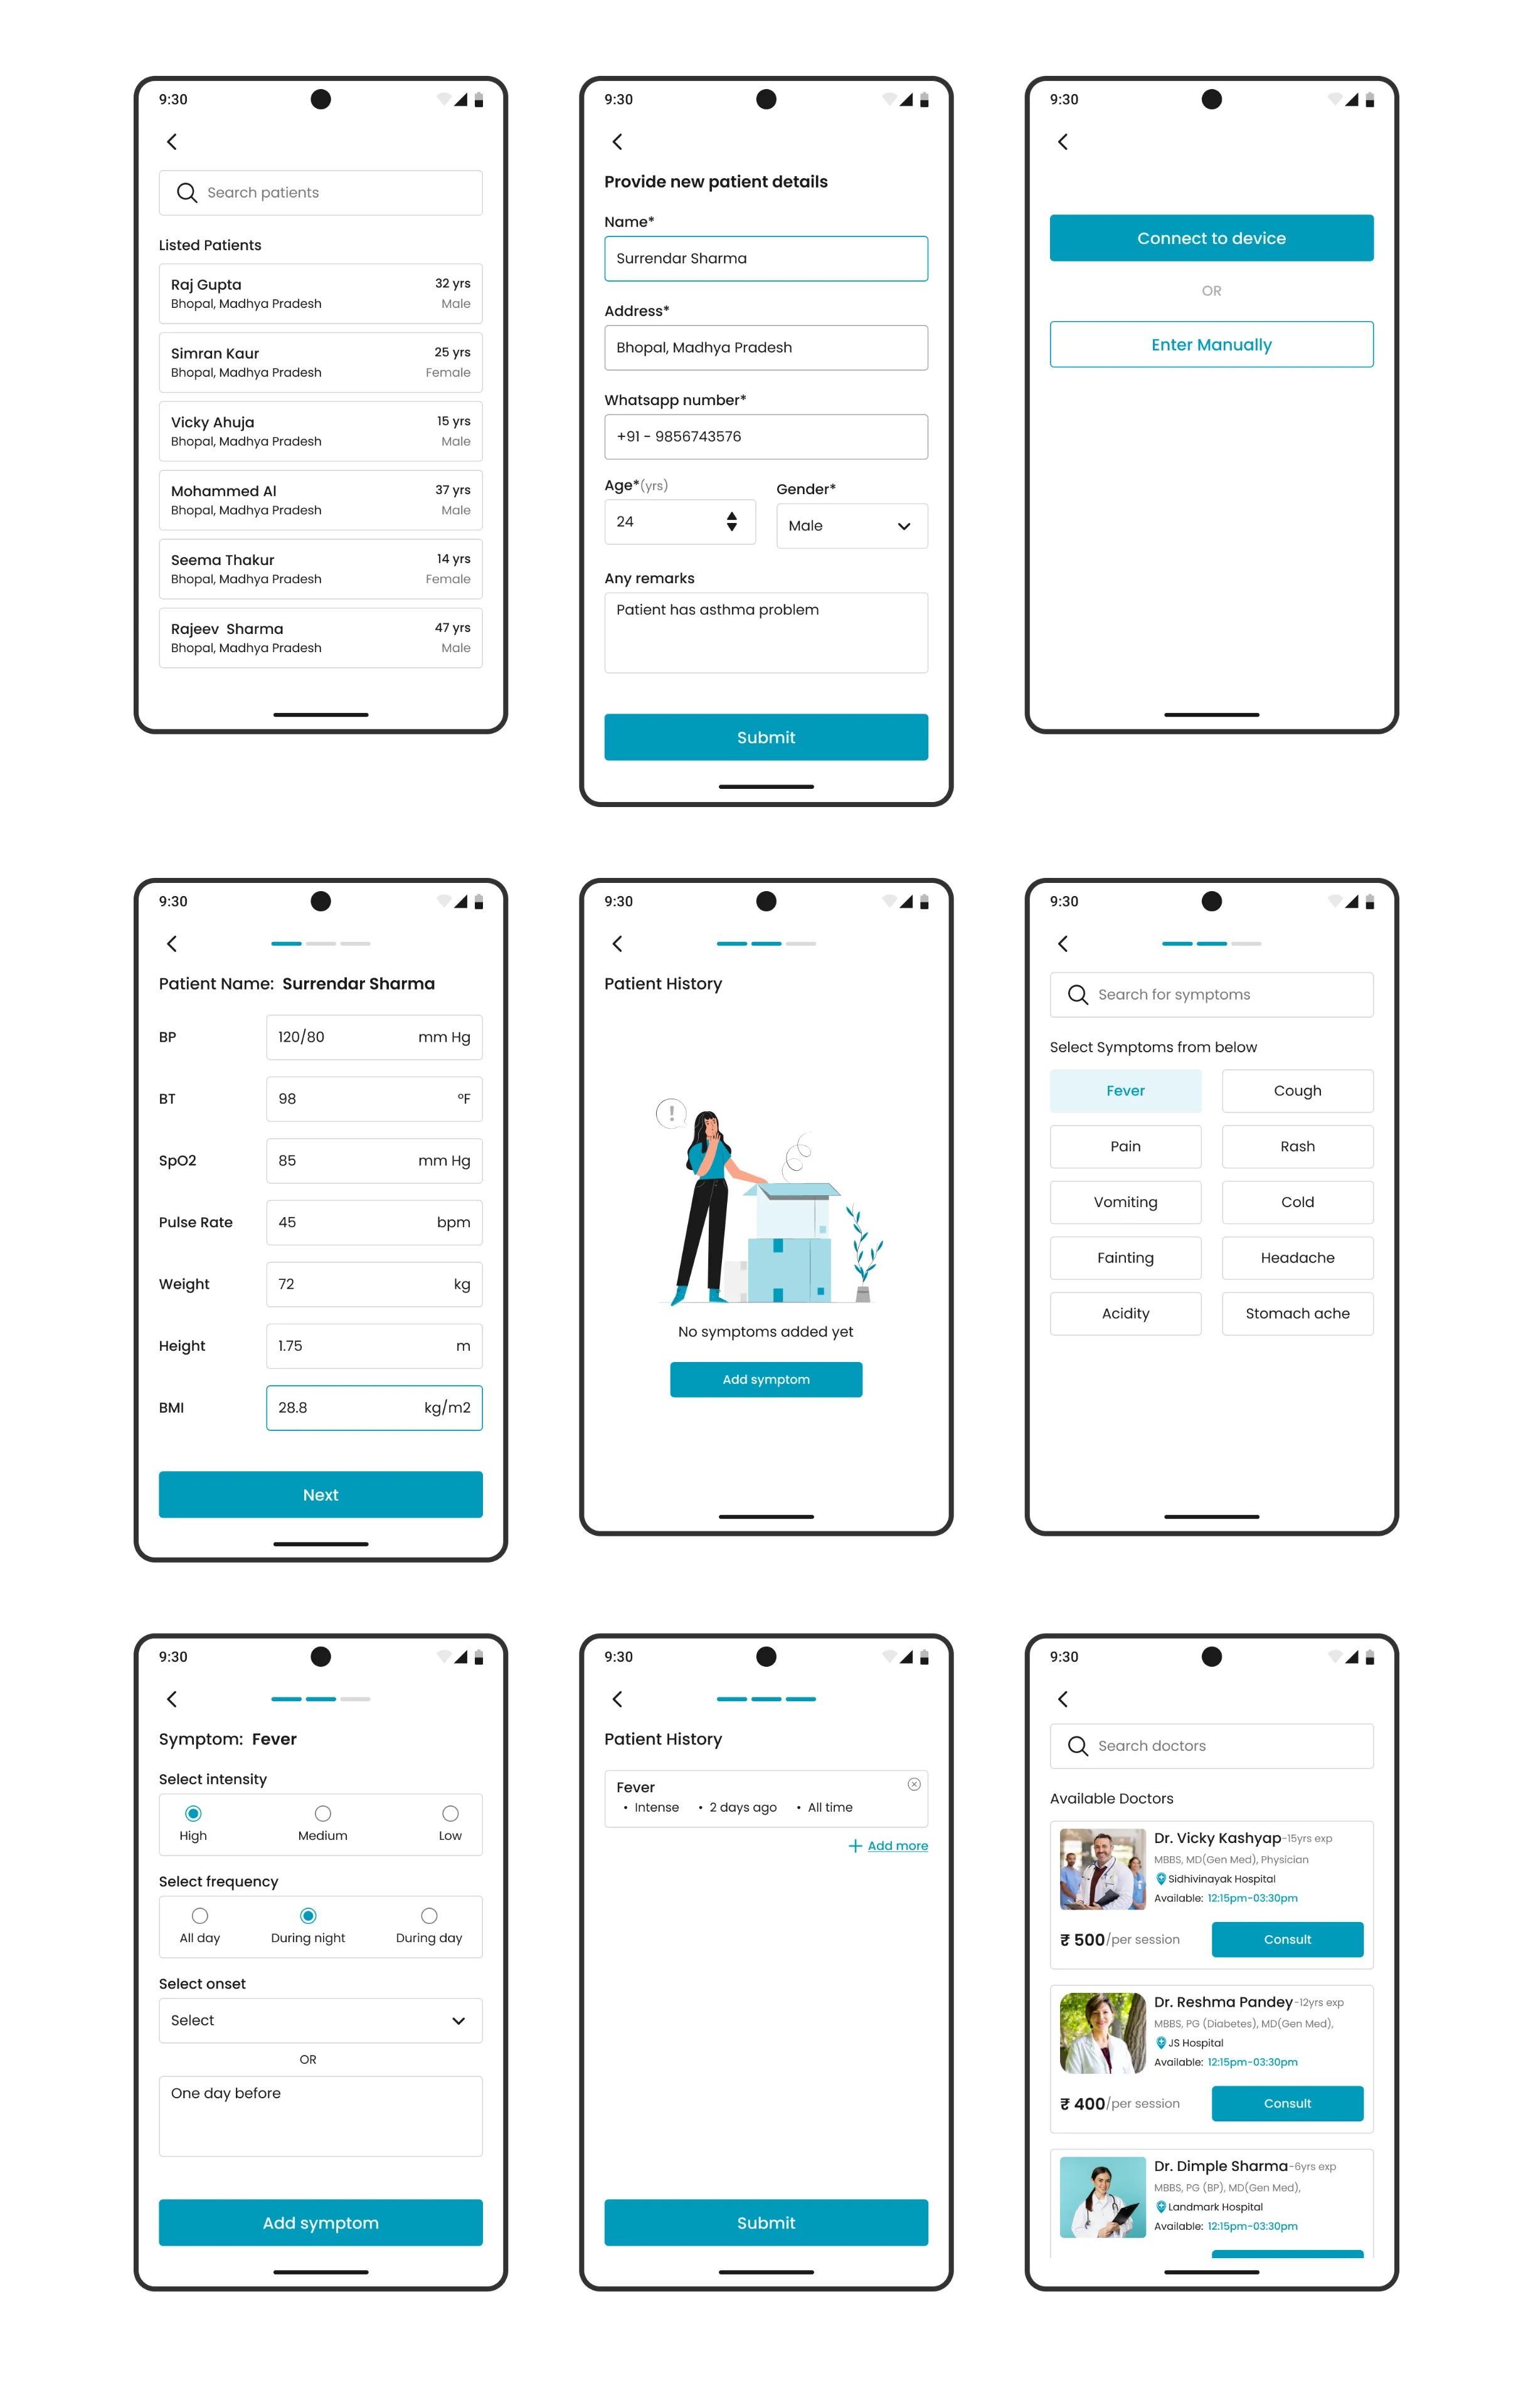 9:30
Search patients
Listed Patients
Raj Gupta 32 yrs
Bhopal, Madhya Pradesh Male
Simran Kaur 25 yrs
Bhopal, Madhya Pradesh Female
Vicky Ahuja 15 yrs
Bhopal, Madhya Pradesh Male
Mohammed Al 37 yrs
Bhopal, Madhya Pradesh Male
Seema Thakur 14 yrs
Bhopal, Madhya Pradesh Female
Rajeev Sharma 47 yrs
Bhopal, Madhya Pradesh Male
9:30
Provide new patient details
Name*
Surrendar Sharma
Address*
Bhopal, Madhya Pradesh
Whatsapp number*
+91 - 9856743576
Age*(yrs) Gender*
24 Male
Any remarks
Patient has asthma problem
Submit
9:30
Connect to device
OR
Enter Manually
9:30
Patient Name: Surrendar Sharma
BP 120/80 mm Hg
BT 98 °F
SpO2 85 mm Hg
Pulse Rate 45 bpm
Weight 72 kg
Height 1.75 m
BMI 28.8 kg/m2
Next
9:30
Patient History
!
No symptoms added yet
Add symptom
9:30
Search for symptoms
Select Symptoms from below
Fever Cough
Pain Rash
Vomiting Cold
Fainting Headache
Acidity Stomach ache
9:30
Symptom: Fever
Select intensity
High Medium Low
Select frequency
All day During night During day
Select onset
Select
OR
One day before
Add symptom
9:30
Patient History
Fever
• Intense • 2 days ago • All time
+ Add more
Submit
9:30
Search doctors
Available Doctors
Dr. Vicky Kashyap-15yrs exp
MBBS, MD(Gen Med), Physician
Sidhivinayak Hospital
Available: 12:15pm-03:30pm
₹ 500/per session Consult
Dr. Reshma Pandey-12yrs exp
MBBS, PG (Diabetes), MD(Gen Med),
JS Hospital
Available: 12:15pm-03:30pm
₹ 400/per session Consult
Dr. Dimple Sharma-6yrs exp
MBBS, PG (BP), MD(Gen Med),
Landmark Hospital
Available: 12:15pm-03:30pm